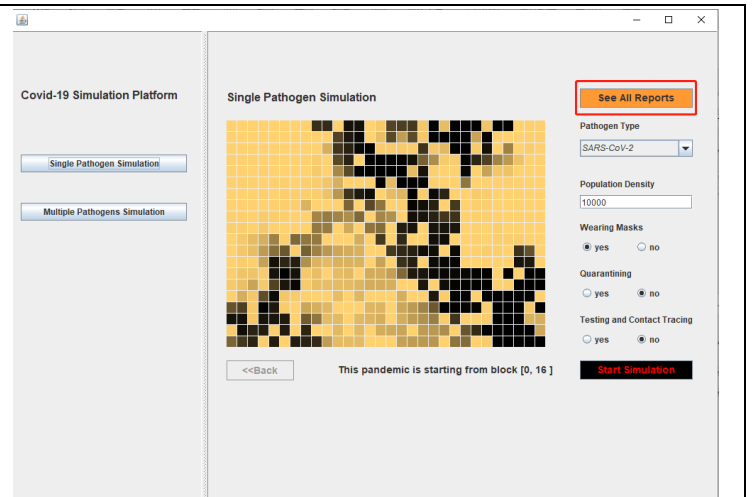 Covid-19 Simulation Platform
Single Pathogen Simulation
Multiple Pathogens Simulation
Single Pathogen Simulation
<<Back
This pandemic is starting from block [0, 16 ]
See All Reports
Pathogen Type
SARS-CoV-2
Population Density
10000
Wearing Masks
yes no
Quarantining
yes no
Testing and Contact Tracing
yes no
Start Simulation